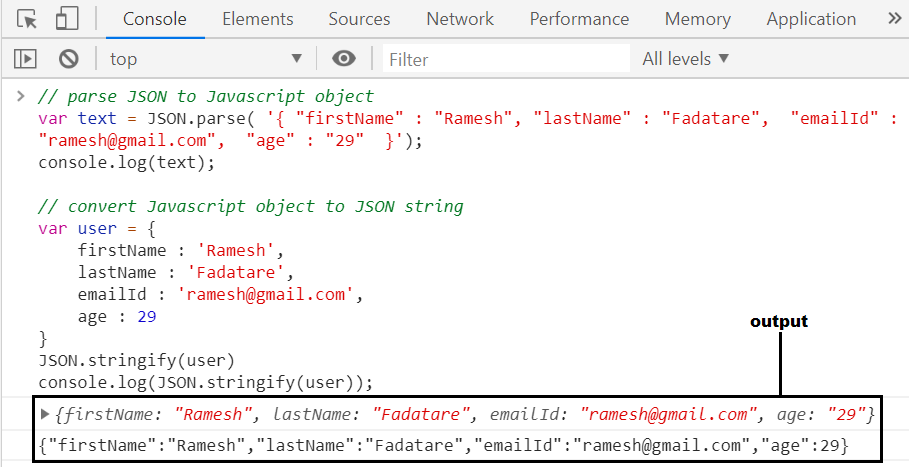 Console Elements Sources Network Performance Memory Application »
top Filter All levels
// parse JSON to Javascript object
var text = JSON.parse( '{ "firstName" : "Ramesh", "lastName" : "Fadatare",  "emailId" :
"ramesh@gmail.com",  "age" : "29"  }');
console.log(text);
// convert Javascript object to JSON string
var user = {
    firstName : 'Ramesh',
    lastName : 'Fadatare',
    emailId : 'ramesh@gmail.com',
    age : 29
}
JSON.stringify(user)
console.log(JSON.stringify(user));
output
{firstName: "Ramesh", lastName: "Fadatare", emailId: "ramesh@gmail.com", age: "29"}
{"firstName":"Ramesh","lastName":"Fadatare","emailId":"ramesh@gmail.com","age":29}